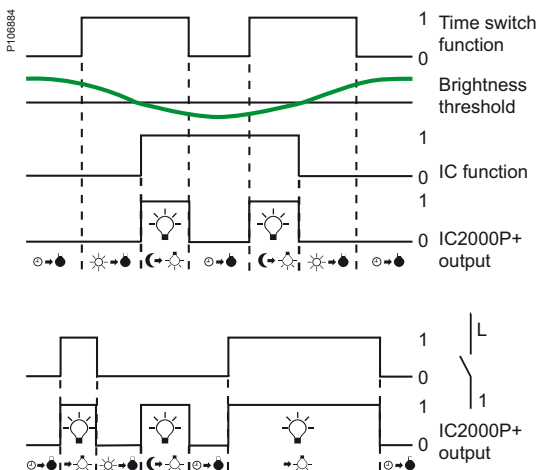 P106884
1
Time switch
0
function
Brightness
threshold
1
0
IC function
1
0
IC2000P+
output
1
L
0
1
1
IC2000P+
0
output